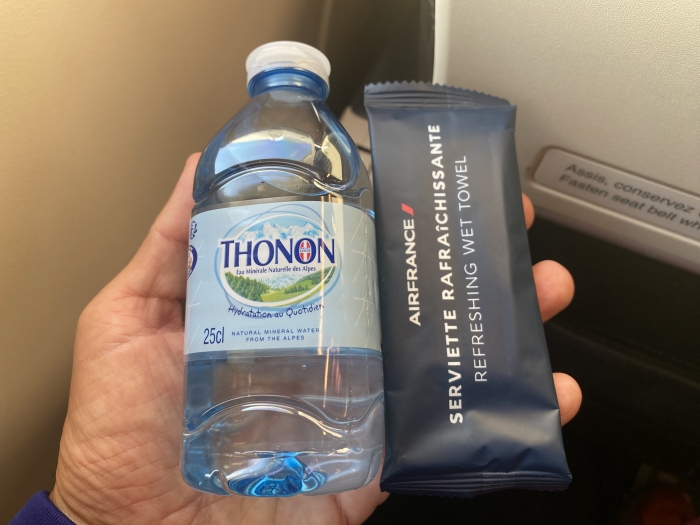 THONON
Eau Minérale Naturelle des Alpes
Hydratation au Quotidien
25cl
NATURAL MINERAL WATER
FROM THE ALPES
AIRFRANCE
SERVIETTE RAFRAÎCHISSANTE
REFRESHING WET TOWEL
Assis, conservez
Fasten seat belt wh